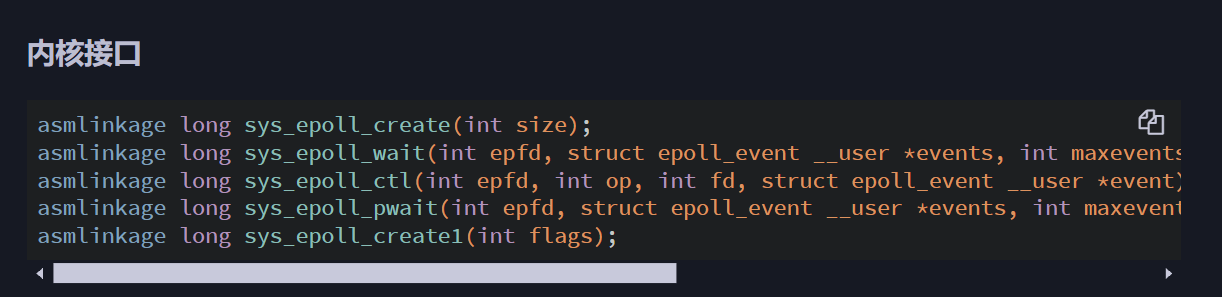 内核接口
asmlinkage long sys_epoll_create(int size);
asmlinkage long sys_epoll_wait(int epfd, struct epoll_event __user *events, int maxevents
asmlinkage long sys_epoll_ctl(int epfd, int op, int fd, struct epoll_event __user *event)
asmlinkage long sys_epoll_pwait(int epfd, struct epoll_event __user *events, int maxevent
asmlinkage long sys_epoll_create1(int flags);